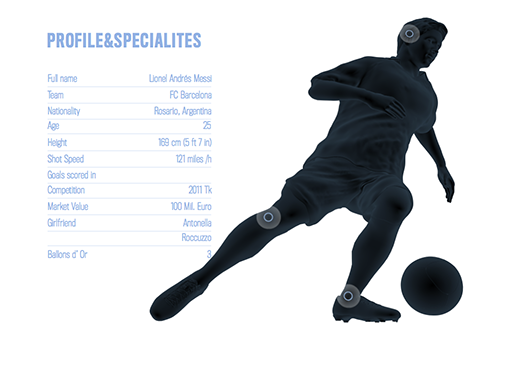 PROFILE&SPECIALITES
Full name Lionel Andrés Messi
Team FC Barcelona
Nationality Rosario, Argentina
Age 25
Height 169 cm (5 ft 7 in)
Shot Speed 121 miles /h
Goals scored in
Competition 2011 Tk
Market Value 100 Mil. Euro
Girlfriend Antonella
Roccuzzo
Ballons d´ Or 3